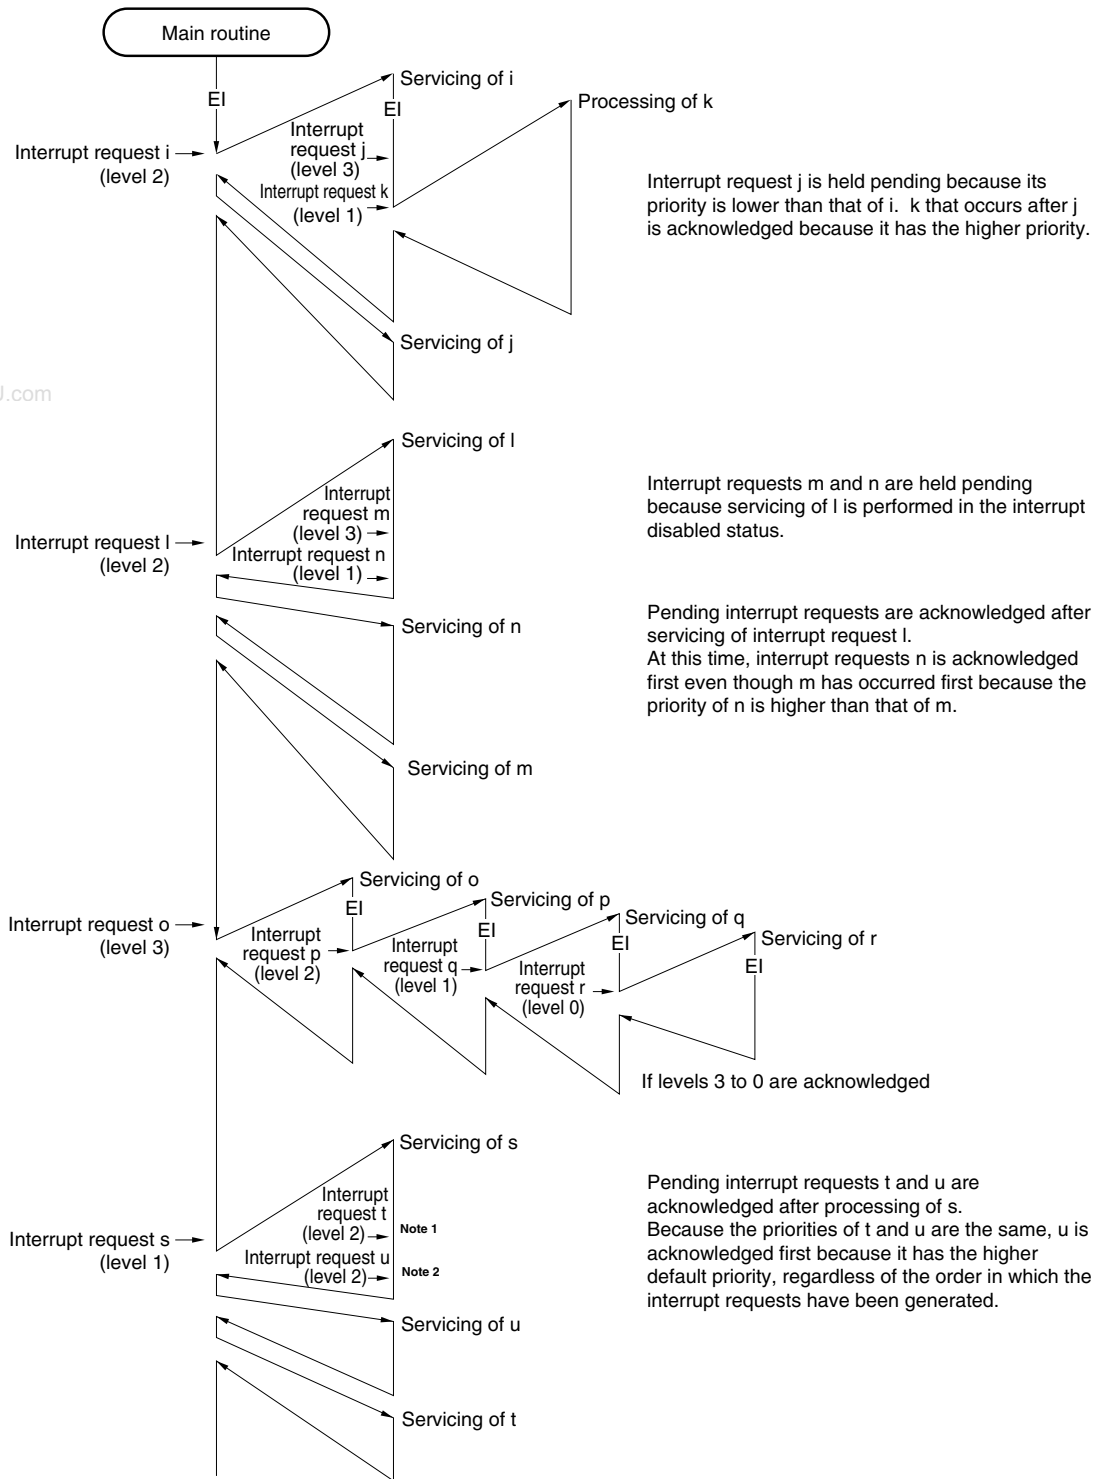 Main routine
EI
Servicing of i
EI
Processing of k
Interrupt request i
(level 2)
Interrupt
request j
(level 3)
Interrupt request k
(level 1)
Interrupt request j is held pending because its
priority is lower than that of i. k that occurs after j
is acknowledged because it has the higher priority.
Servicing of j
J.com
Servicing of l
Interrupt request l
(level 2)
Interrupt
request m
(level 3)
Interrupt request n
(level 1)
Interrupt requests m and n are held pending
because servicing of l is performed in the interrupt
disabled status.
Servicing of n
Pending interrupt requests are acknowledged after
servicing of interrupt request l.
At this time, interrupt requests n is acknowledged
first even though m has occurred first because the
priority of n is higher than that of m.
Servicing of m
Interrupt request o
(level 3)
Servicing of o
EI
Interrupt
request p
(level 2)
Servicing of p
EI
Interrupt
request q
(level 1)
Servicing of q
EI
Interrupt
request r
(level 0)
Servicing of r
EI
If levels 3 to 0 are acknowledged
Servicing of s
Interrupt request s
(level 1)
Interrupt
request t
(level 2)
Note 1
Interrupt request u
(level 2)
Note 2
Pending interrupt requests t and u are
acknowledged after processing of s.
Because the priorities of t and u are the same, u is
acknowledged first because it has the higher
default priority, regardless of the order in which the
interrupt requests have been generated.
Servicing of u
Servicing of t